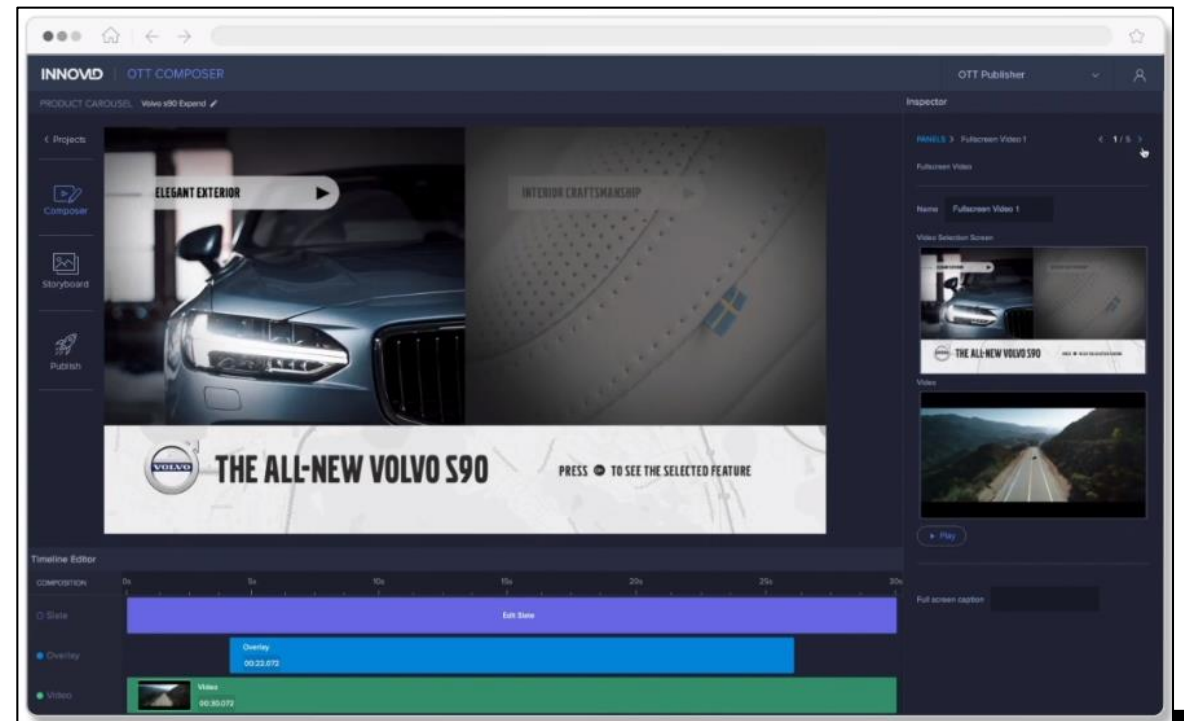 INNOVID | OTT COMPOSER
OTT Publisher
PRODUCT CAROUSEL Volvo s90 Expand
Inspector
< Projects
Composer
Storyboard
Publish
ELEGANT EXTERIOR
INTERIOR CRAFTSMANSHIP
VOLVO
THE ALL-NEW VOLVO S90
PRESS TO SEE THE SELECTED FEATURE
PANELS > Fullscreen Video 1 < 1 / 5 >
Fullscreen Video
Name Fullscreen Video 1
Video Selection Screen
THE ALL-NEW VOLVO S90
Video
Play
Full screen caption
Timeline Editor
COMPOSITION 0s 5s 10s 15s 20s 25s 30s
Slate Edit Slate
Overlay
Overlay
00:22.072
Video
Video
00:30.072